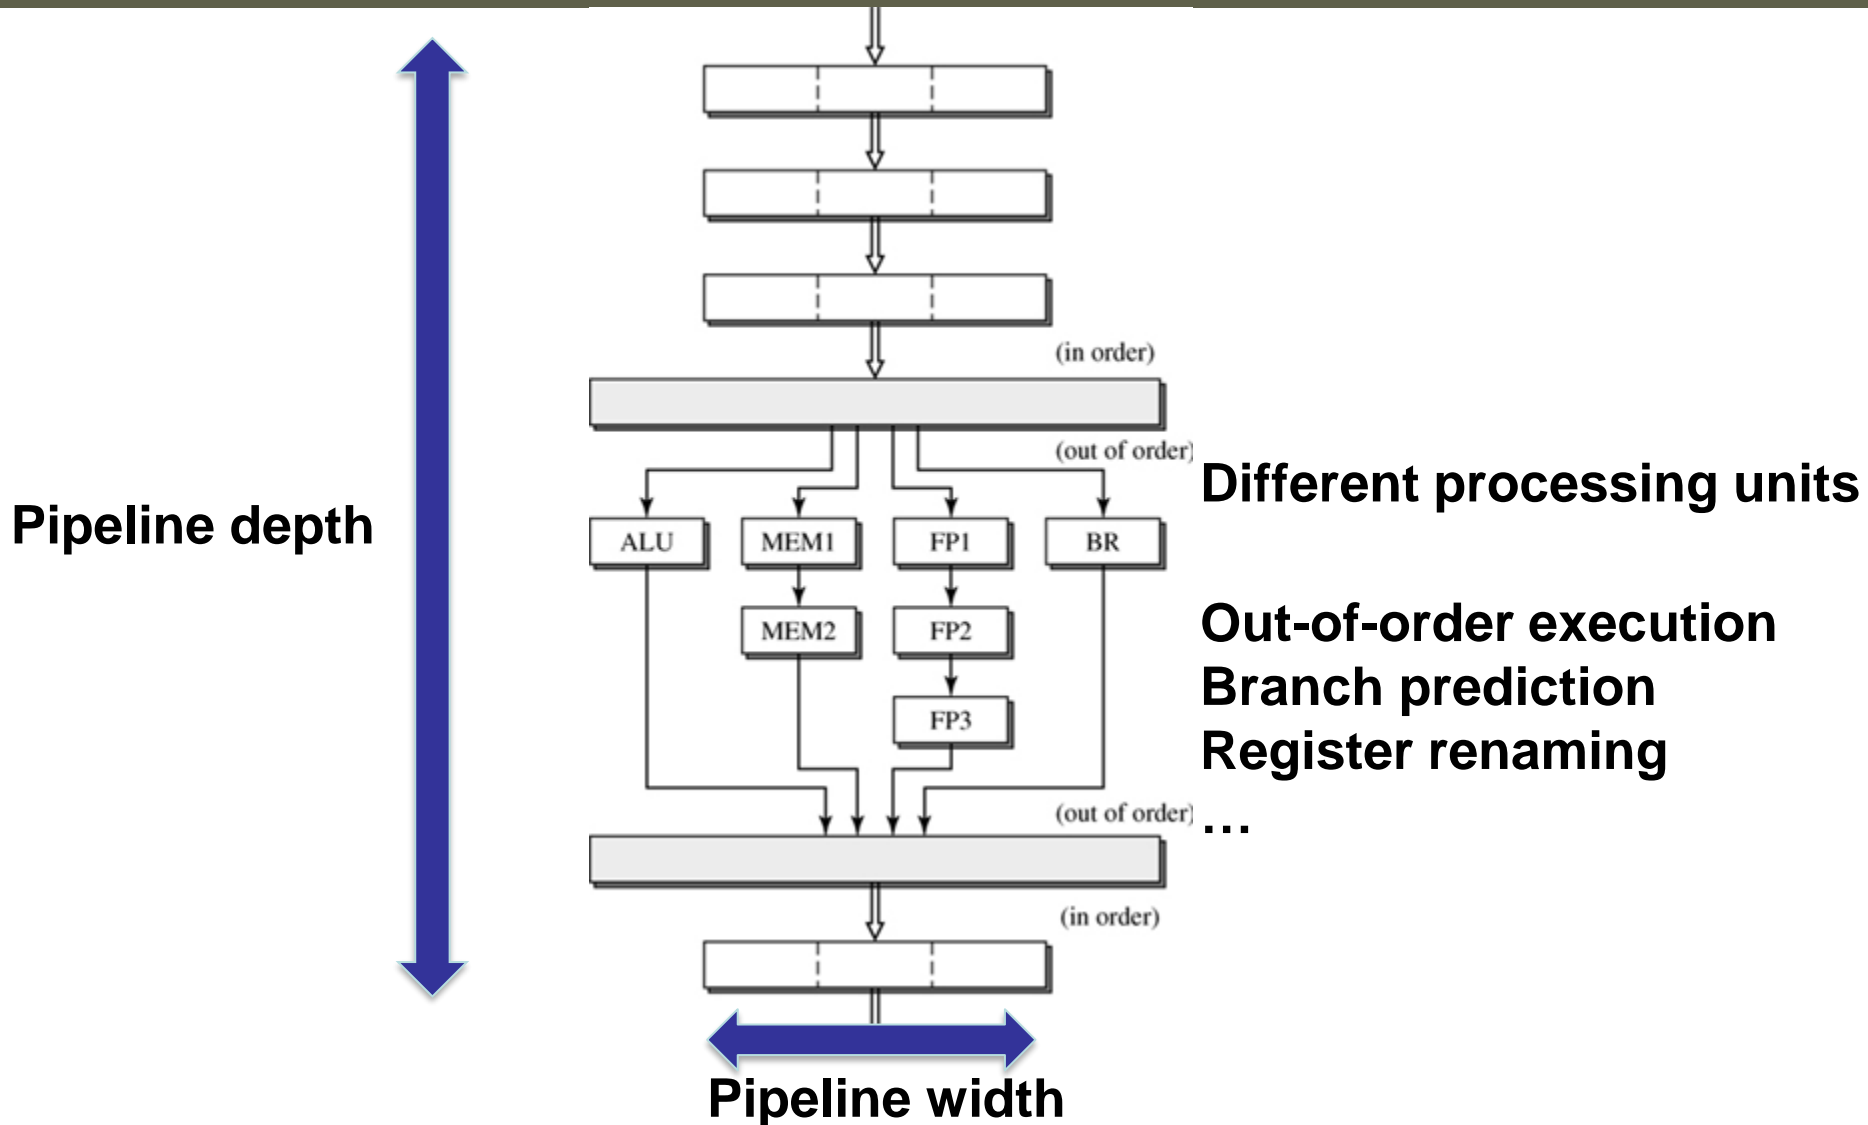 (in order)
(out of order)
Different processing units
Pipeline depth
ALU
MEM1
FP1
BR
MEM2
FP2
Out-of-order execution
Branch prediction
FP3
Register renaming
(out of order)
…
(in order)
Pipeline width